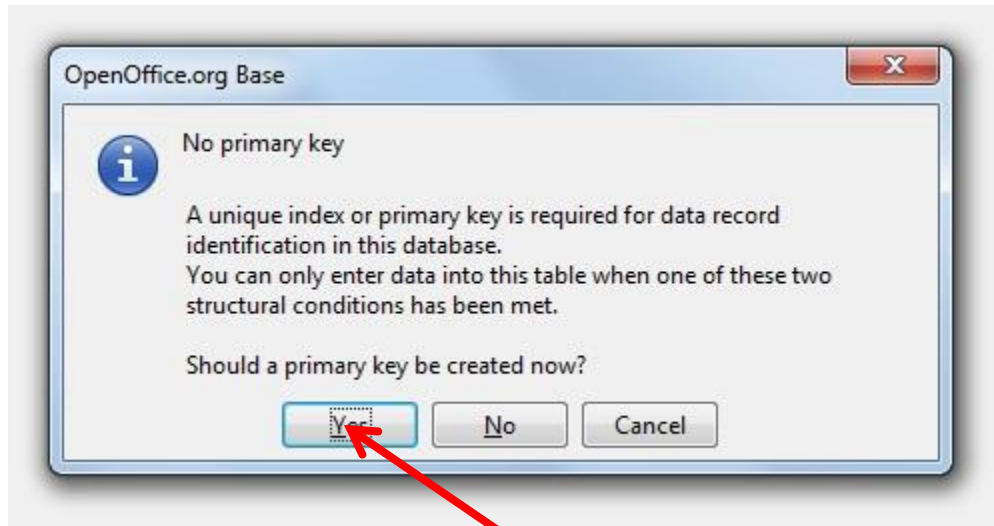 OpenOffice.org Base
No primary key
A unique index or primary key is required for data record
identification in this database.
You can only enter data into this table when one of these two
structural conditions has been met.
Should a primary key be created now?
Yes No Cancel